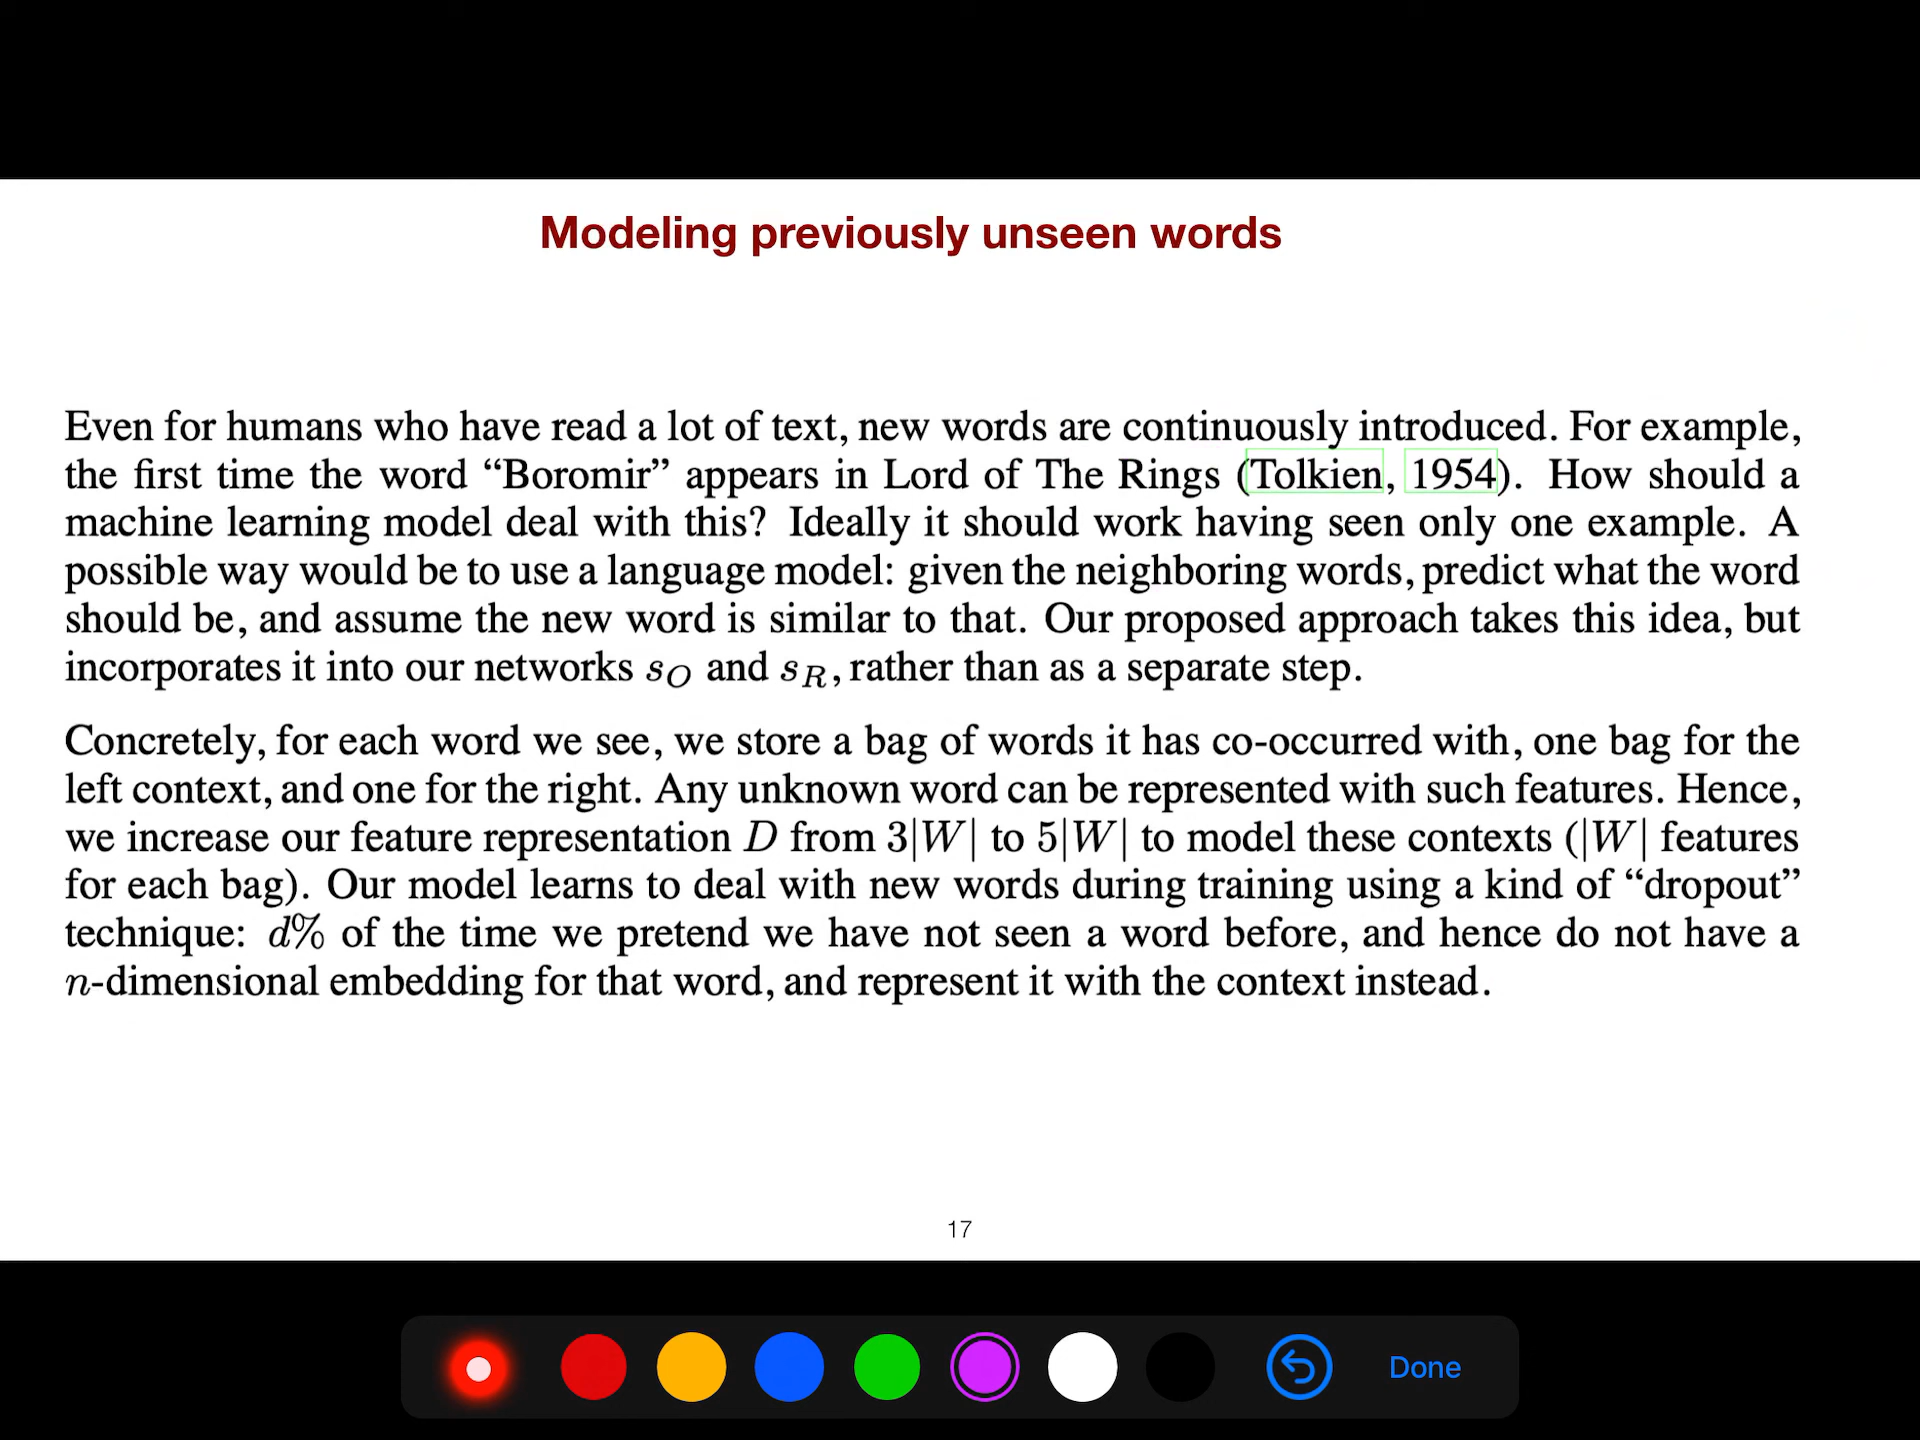 Modeling previously unseen words
Even for humans who have read a lot of text, new words are continuously introduced. For example,
the first time the word “Boromir” appears in Lord of The Rings (Tolkien, 1954). How should a
machine learning model deal with this? Ideally it should work having seen only one example. A
possible way would be to use a language model: given the neighboring words, predict what the word
should be, and assume the new word is similar to that. Our proposed approach takes this idea, but
incorporates it into our networks s_O and s_R, rather than as a separate step.
Concretely, for each word we see, we store a bag of words it has co-occurred with, one bag for the
left context, and one for the right. Any unknown word can be represented with such features. Hence,
we increase our feature representation D from 3|W| to 5|W| to model these contexts (|W| features
for each bag). Our model learns to deal with new words during training using a kind of “dropout”
technique: d% of the time we pretend we have not seen a word before, and hence do not have a
n-dimensional embedding for that word, and represent it with the context instead.
17
Done